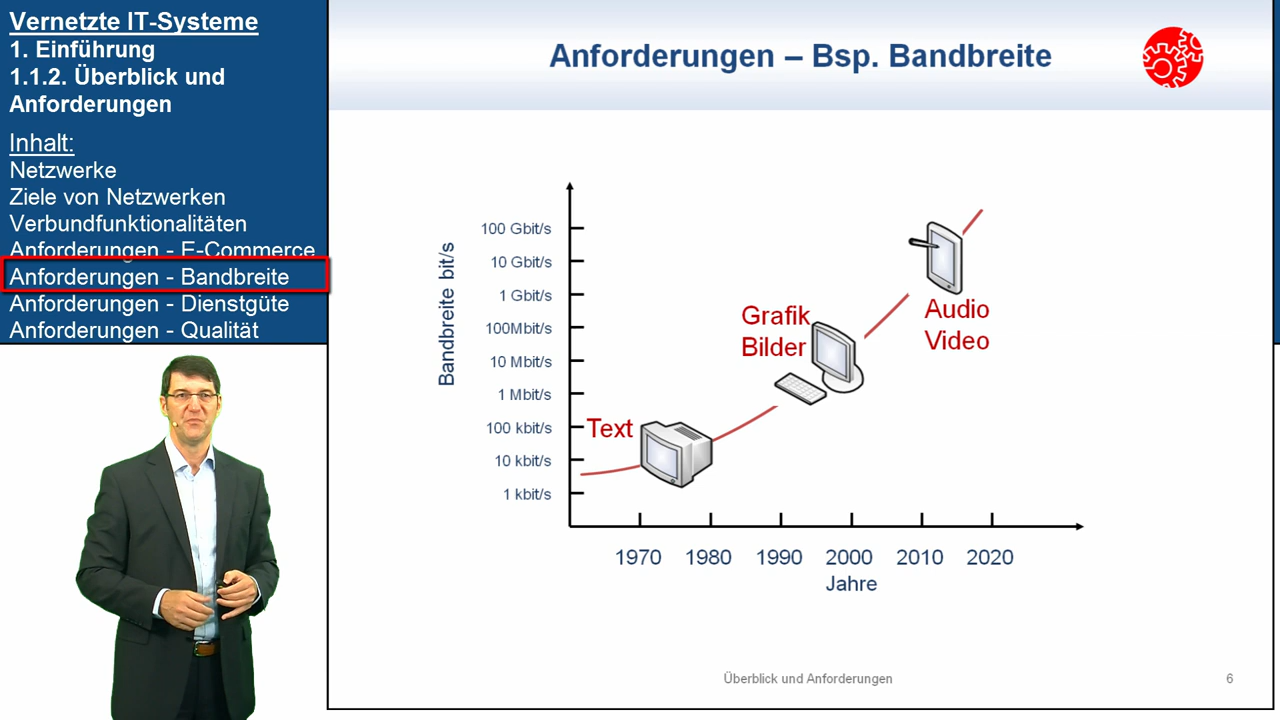 Vernetzte IT-Systeme
1. Einführung
1.1.2. Überblick und
Anforderungen
Inhalt:
Netzwerke
Ziele von Netzwerken
Verbundfunktionalitäten
Anforderungen - E-Commerce
Anforderungen - Bandbreite
Anforderungen - Dienstgüte
Anforderungen - Qualität
Anforderungen – Bsp. Bandbreite
Bandbreite bit/s
100 Gbit/s
10 Gbit/s
1 Gbit/s
100Mbit/s
10 Mbit/s
1 Mbit/s
100 kbit/s
10 kbit/s
1 kbit/s
Text
Grafik
Bilder
Audio
Video
1970 1980 1990 2000 2010 2020
Jahre
Überblick und Anforderungen
6